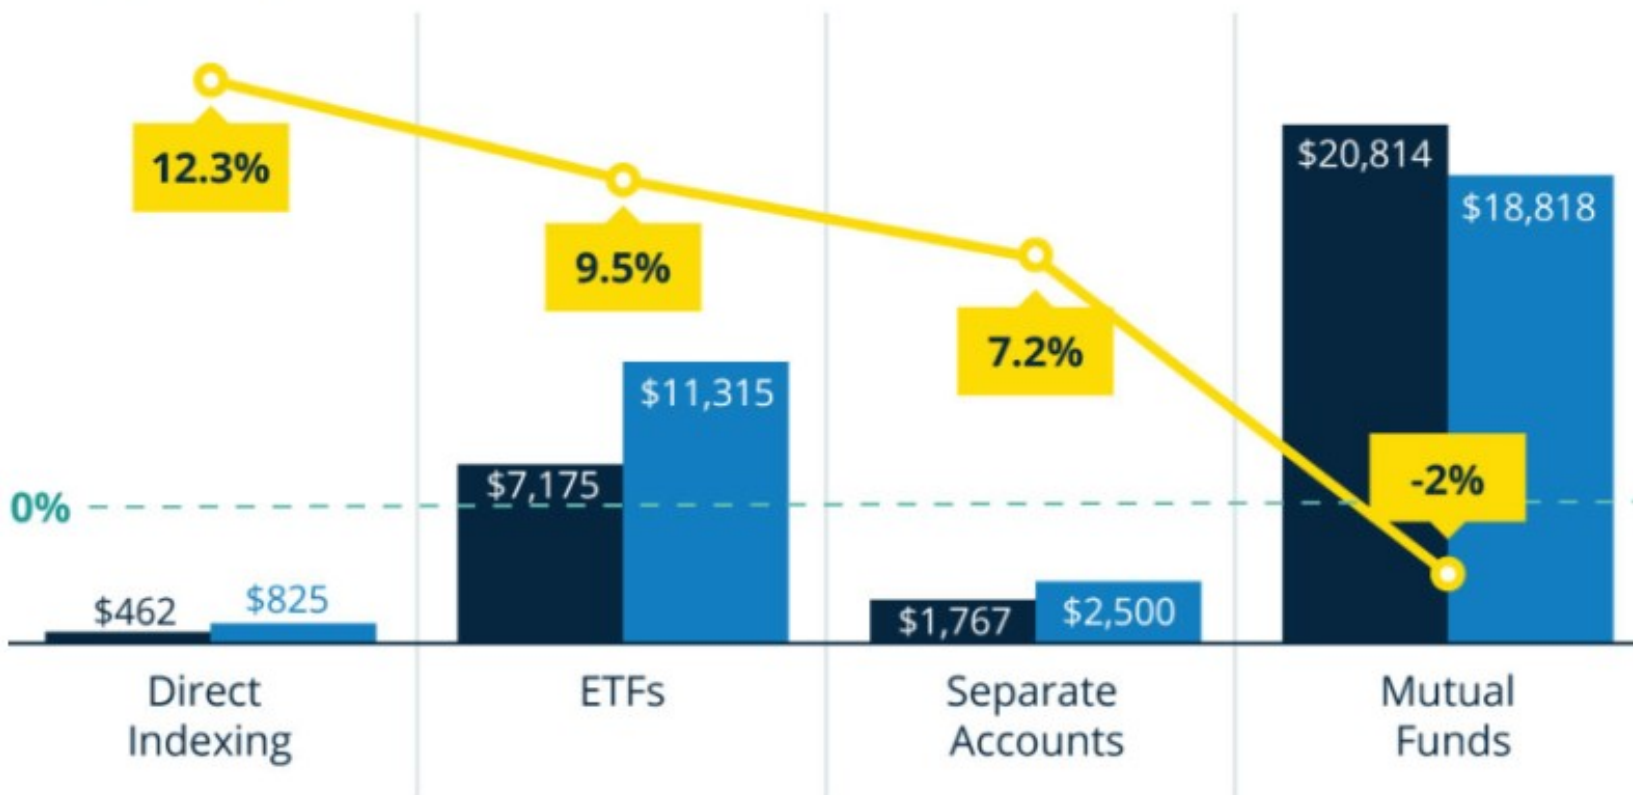 12.3%
9.5%
7.2%
-2%
$20,814
$18,818
$11,315
$7,175
0%
$462
$825
$1,767
$2,500
Direct
Indexing
ETFs
Separate
Accounts
Mutual
Funds